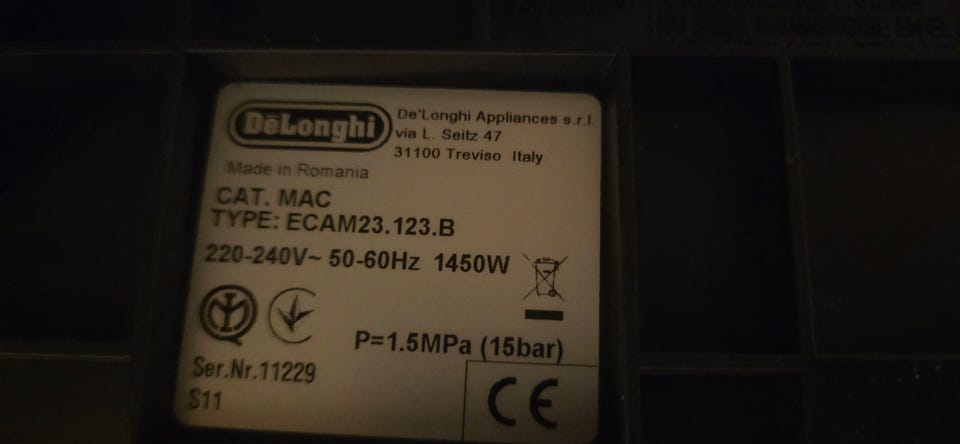 DēLonghi
De'Longhi Appliances s.r.l.
via L. Seitz 47
31100 Treviso Italy
Made in Romania
CAT. MAC
TYPE: ECAM23.123.B
220-240V~ 50-60Hz 1450W
P=1.5MPa (15bar)
Ser.Nr.11229
S11
CE